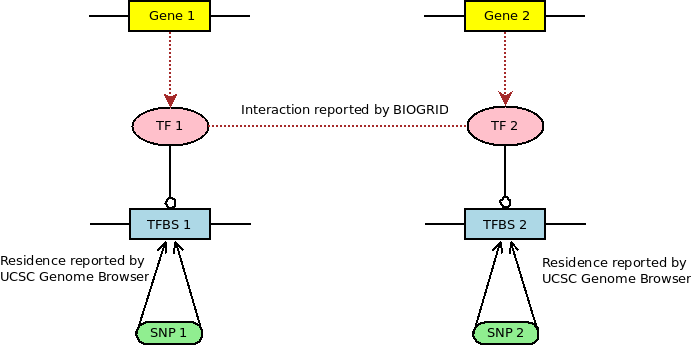 Gene 1
Gene 2
Interaction reported by BIOGRID
TF 1
TF 2
TFBS 1
TFBS 2
Residence reported by
UCSC Genome Browser
Residence reported by
UCSC Genome Browser
SNP 1
SNP 2